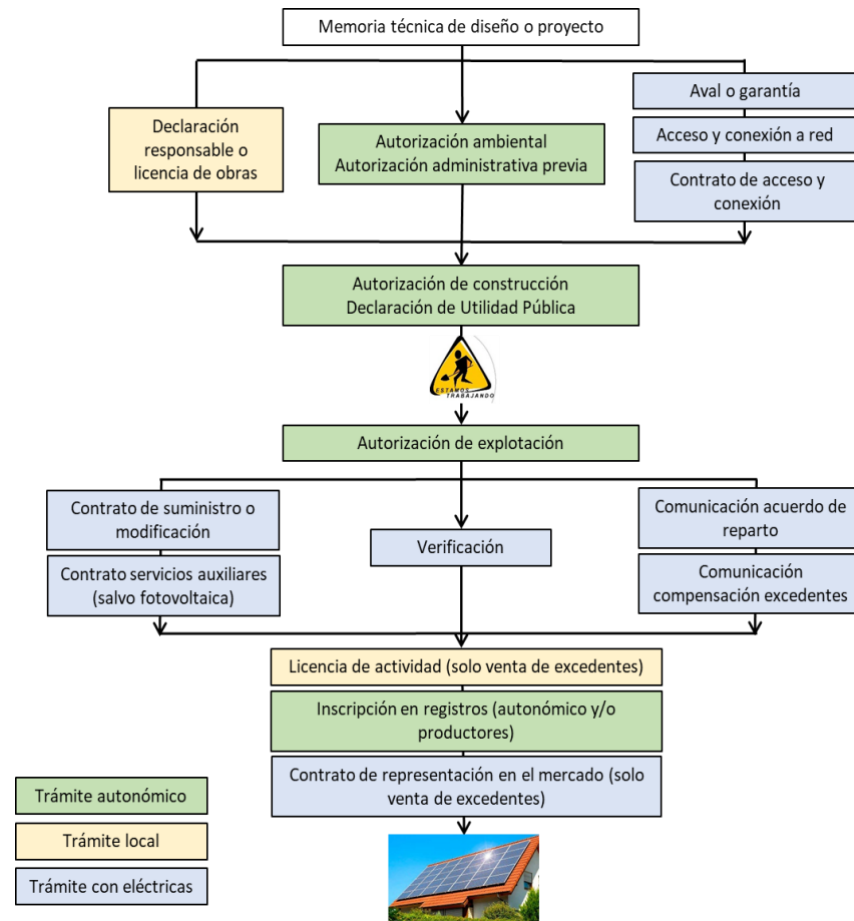 Memoria técnica de diseño o proyecto
Declaración
responsable o
licencia de obras
Autorización ambiental
Autorización administrativa previa
Aval o garantía
Acceso y conexión a red
Contrato de acceso y
conexión
Autorización de construcción
Declaración de Utilidad Pública
ESTAMOS
TRABAJANDO
Autorización de explotación
Contrato de suministro o
modificación
Contrato servicios auxiliares
(salvo fotovoltaica)
Verificación
Comunicación acuerdo de
reparto
Comunicación
compensación excedentes
Licencia de actividad (solo venta de excedentes)
Inscripción en registros (autonómico y/o
productores)
Contrato de representación en el mercado (solo
venta de excedentes)
Trámite autonómico
Trámite local
Trámite con eléctricas